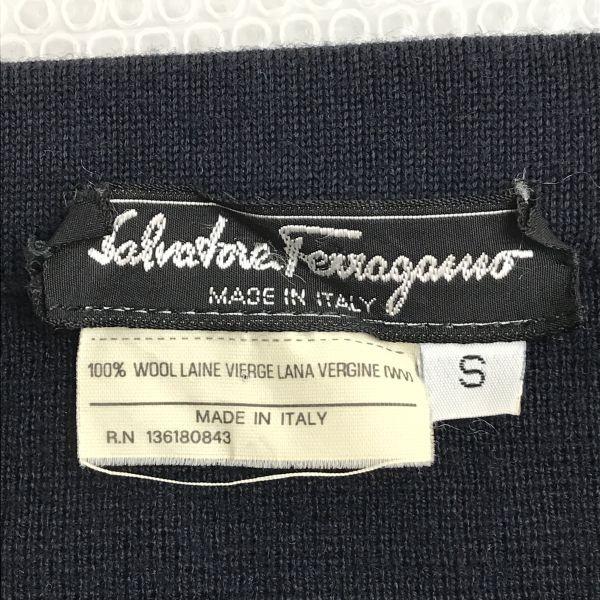 Salvatore Ferragamo
MADE IN ITALY
100% WOOL LAINE VIERGE LANA VERGINE (WV)
S
MADE IN ITALY
R.N 136180843